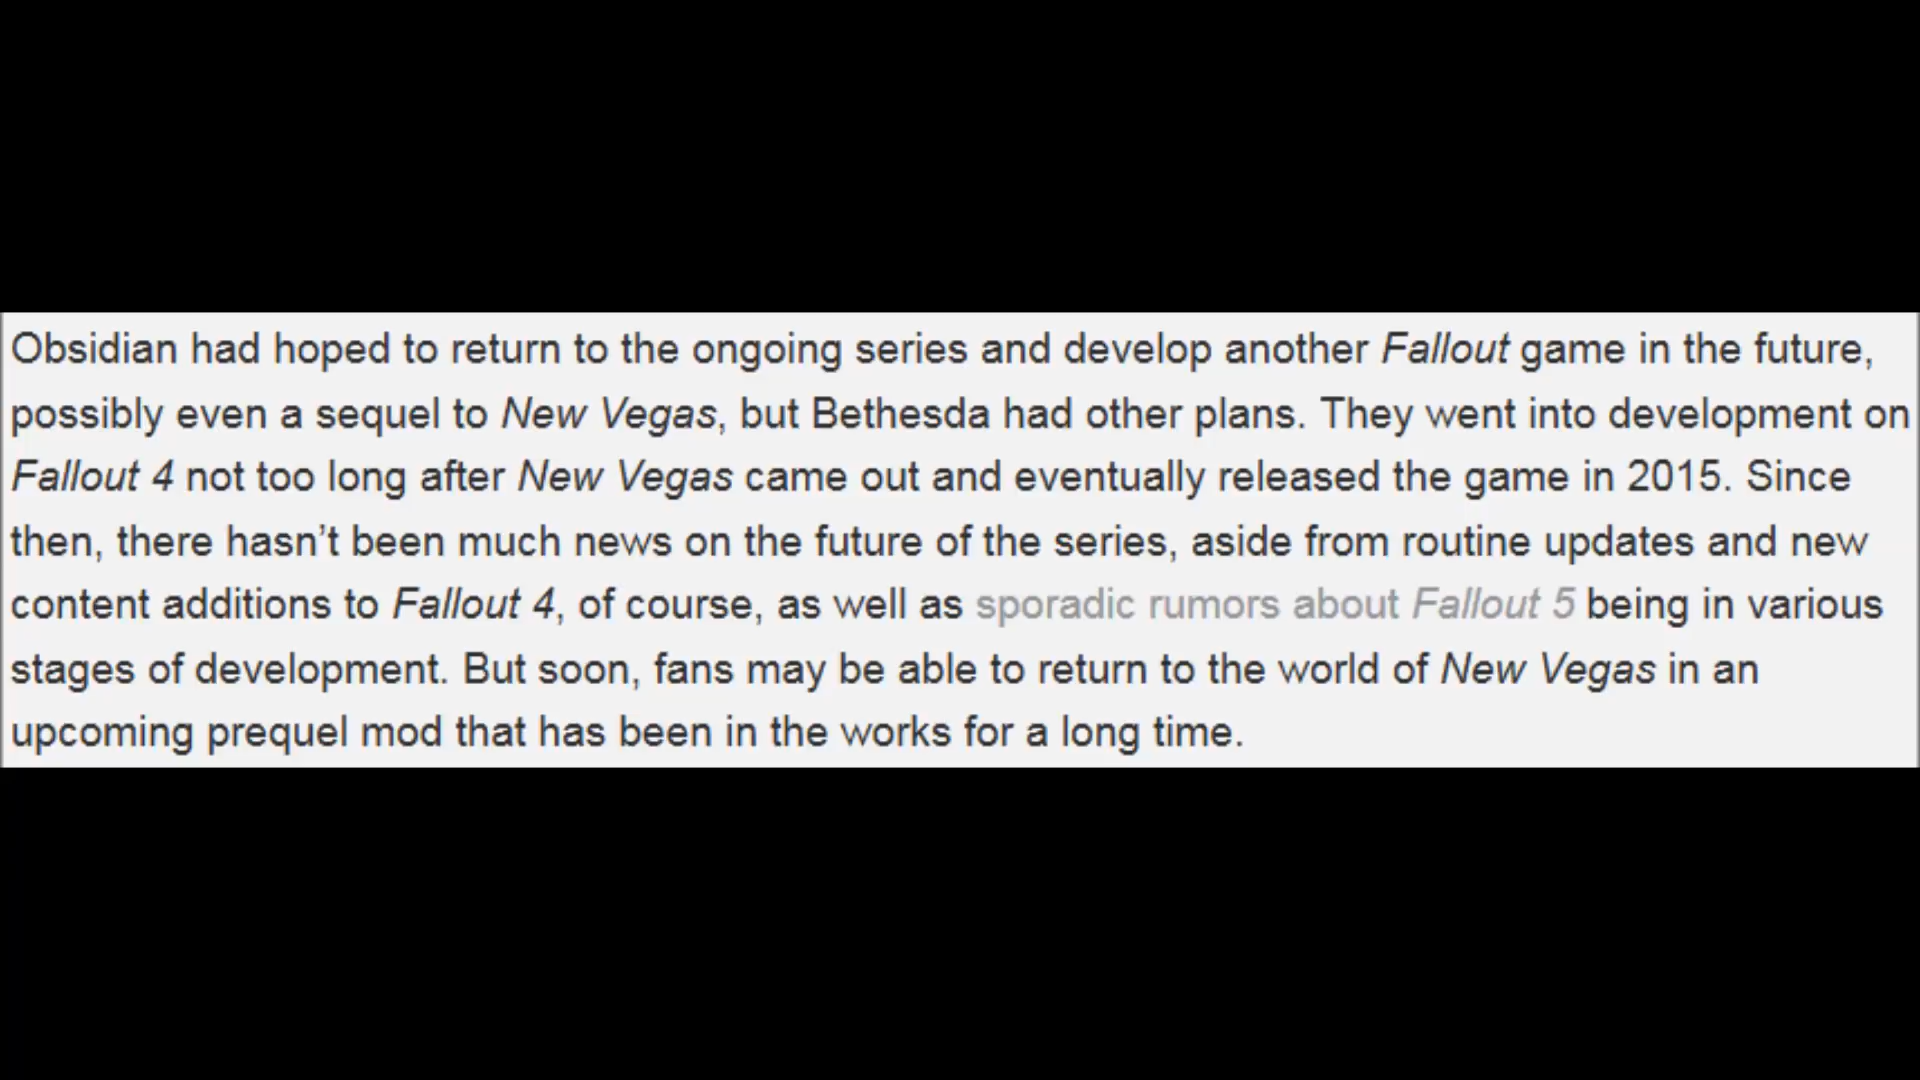 Obsidian had hoped to return to the ongoing series and develop another Fallout game in the future,
possibly even a sequel to New Vegas, but Bethesda had other plans. They went into development on
Fallout 4 not too long after New Vegas came out and eventually released the game in 2015. Since
then, there hasn’t been much news on the future of the series, aside from routine updates and new
content additions to Fallout 4, of course, as well as sporadic rumors about Fallout 5 being in various
stages of development. But soon, fans may be able to return to the world of New Vegas in an
upcoming prequel mod that has been in the works for a long time.